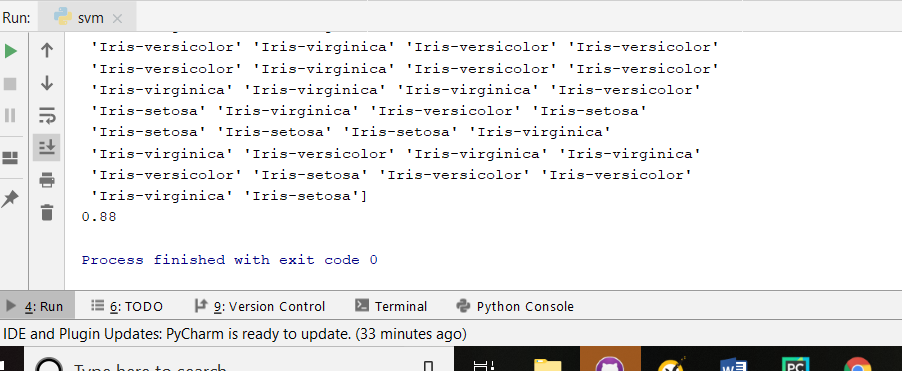 Run: svm
'Iris-versicolor' 'Iris-virginica' 'Iris-versicolor' 'Iris-versicolor'
'Iris-versicolor' 'Iris-virginica' 'Iris-versicolor' 'Iris-versicolor'
'Iris-virginica' 'Iris-virginica' 'Iris-virginica' 'Iris-versicolor'
'Iris-setosa' 'Iris-virginica' 'Iris-versicolor' 'Iris-setosa'
'Iris-setosa' 'Iris-setosa' 'Iris-setosa' 'Iris-virginica'
'Iris-virginica' 'Iris-versicolor' 'Iris-virginica' 'Iris-virginica'
'Iris-versicolor' 'Iris-setosa' 'Iris-versicolor' 'Iris-versicolor'
'Iris-virginica' 'Iris-setosa']
0.88
Process finished with exit code 0
4: Run 6: TODO 9: Version Control Terminal Python Console
IDE and Plugin Updates: PyCharm is ready to update. (33 minutes ago)
Type here to search
PC